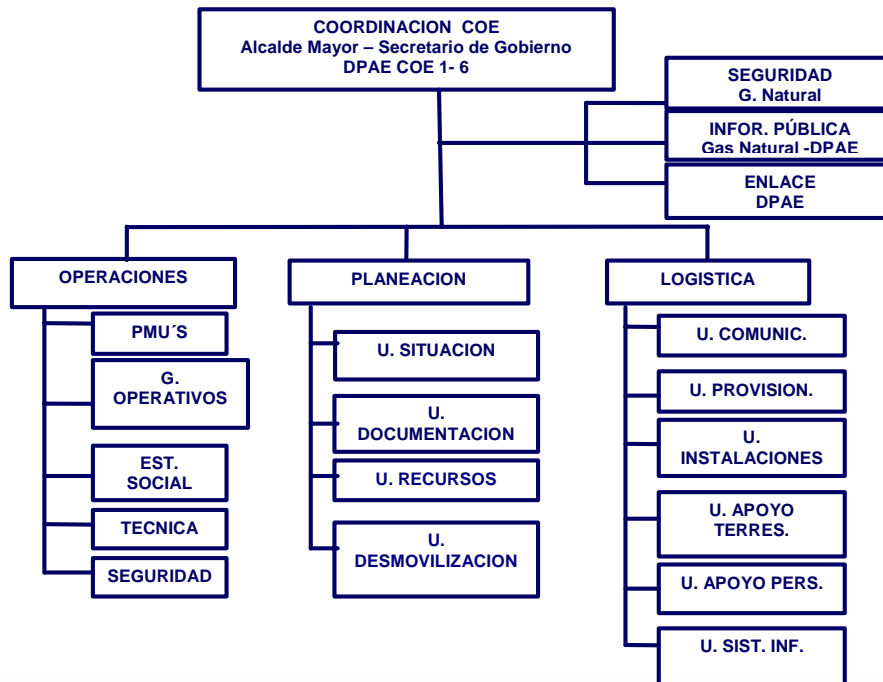 COORDINACION COE
Alcalde Mayor – Secretario de Gobierno
DPAE COE 1- 6
SEGURIDAD
G. Natural
INFOR. PÚBLICA
Gas Natural -DPAE
ENLACE
DPAE
OPERACIONES
PMU´S
G.
OPERATIVOS
EST.
SOCIAL
TECNICA
SEGURIDAD
PLANEACION
U. SITUACION
U.
DOCUMENTACION
U. RECURSOS
U.
DESMOVILIZACION
LOGISTICA
U. COMUNIC.
U. PROVISION.
U.
INSTALACIONES
U. APOYO
TERRES.
U. APOYO PERS.
U. SIST. INF.